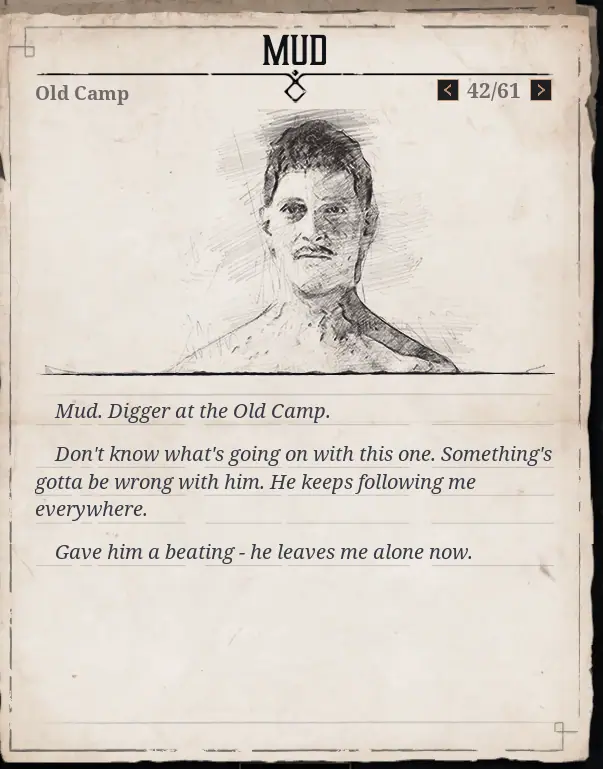 MUD
Old Camp
42/61
Mud. Digger at the Old Camp.
Don't know what's going on with this one. Something's
gotta be wrong with him. He keeps following me
everywhere.
Gave him a beating - he leaves me alone now.